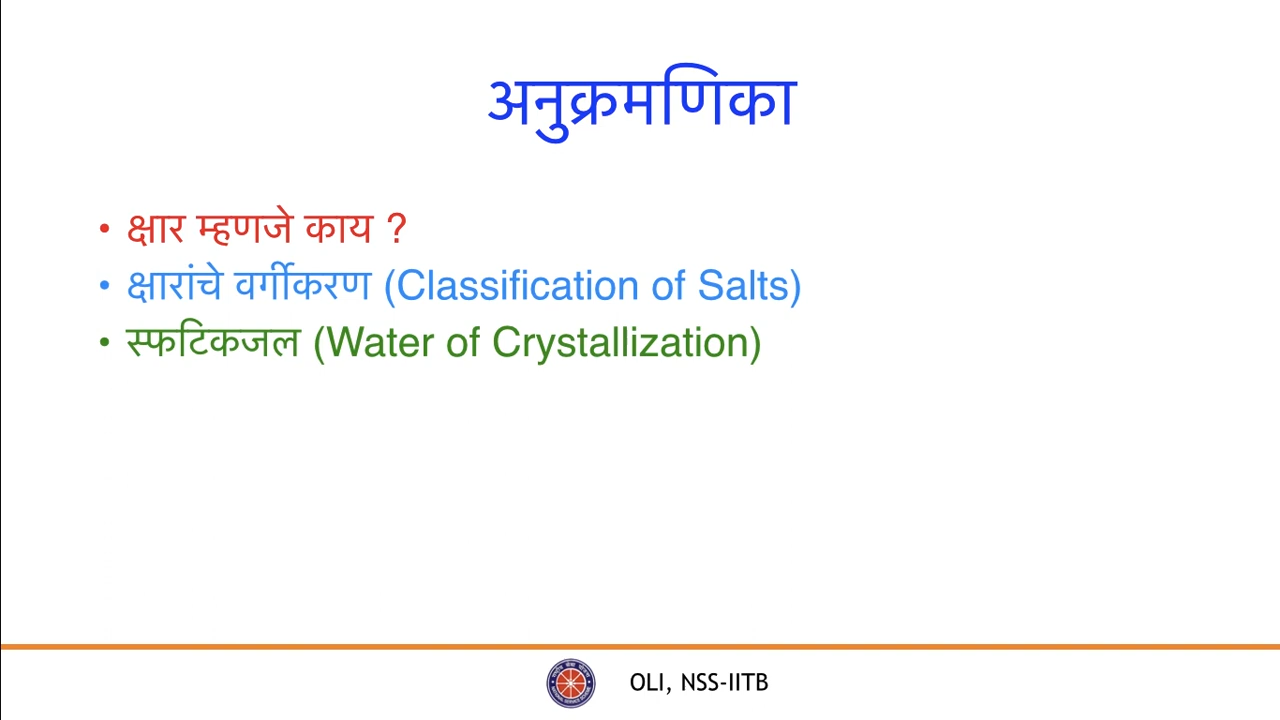 अनुक्रमणिका
• क्षार म्हणजे काय ?
• क्षारांचे वर्गीकरण (Classification of Salts)
• स्फटिकजल (Water of Crystallization)
OLI, NSS-IITB